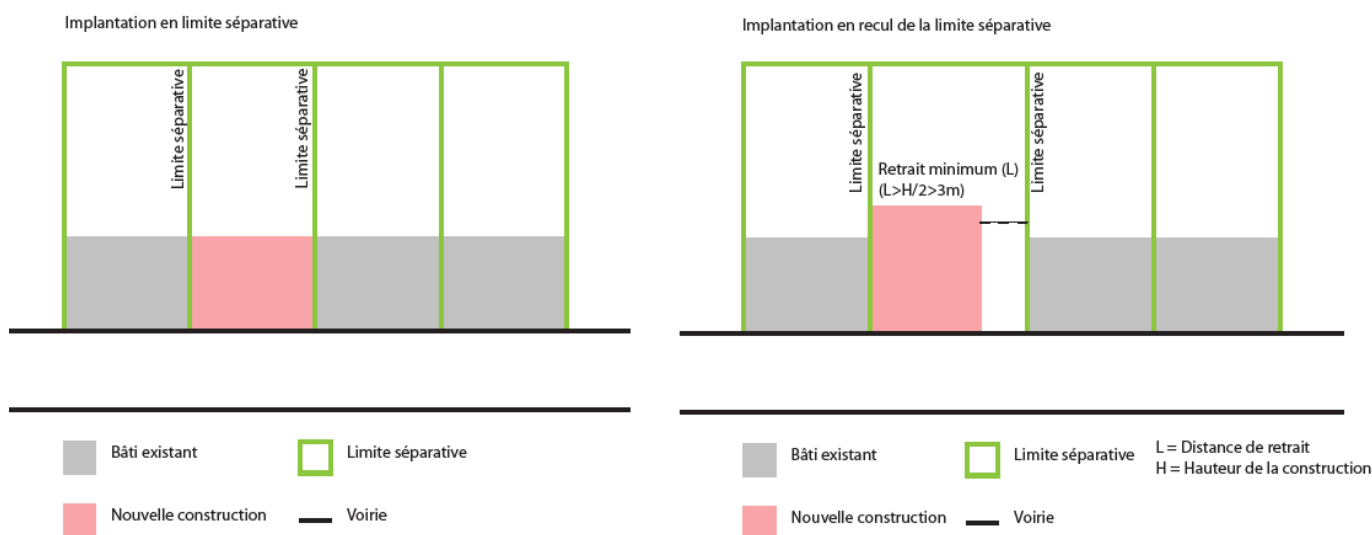 Implantation en limite séparative
Limite séparative
Limite séparative
Bâti existant
Limite séparative
Nouvelle construction
Voirie
Implantation en recul de la limite séparative
Limite séparative
Retrait minimum (L)
(L>H/2>3m)
Limite séparative
Bâti existant
Limite séparative
L = Distance de retrait
H = Hauteur de la construction
Nouvelle construction
Voirie